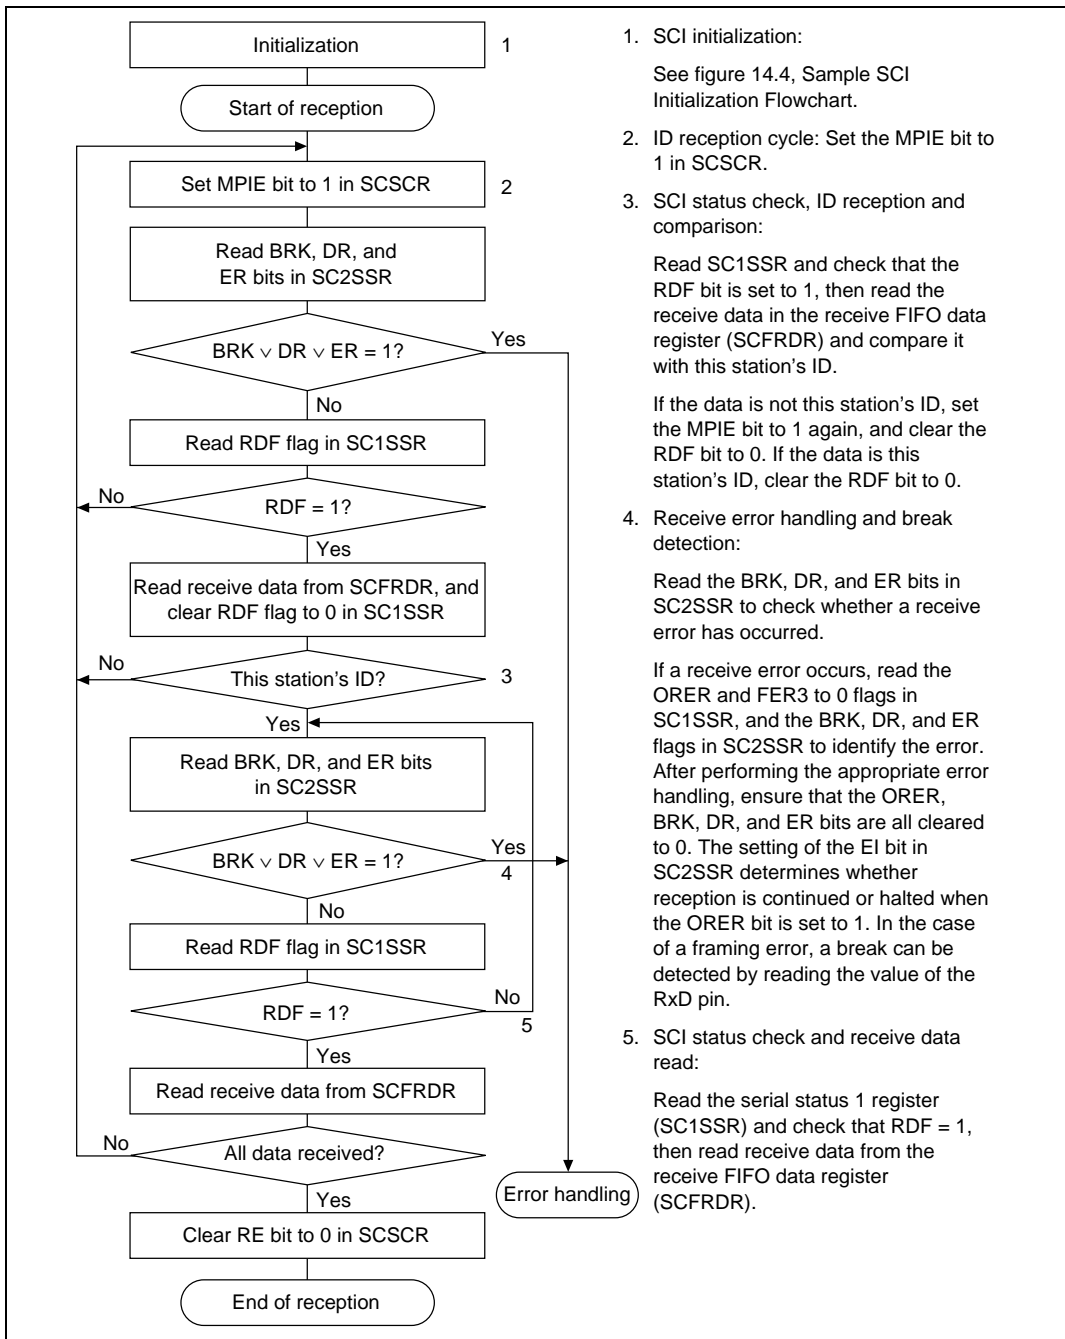 Initialization
1
Start of reception
Set MPIE bit to 1 in SCSCR
2
Read BRK, DR, and
ER bits in SC2SSR
BRK ∨ DR ∨ ER = 1?
Yes
No
Read RDF flag in SC1SSR
RDF = 1?
No
Yes
Read receive data from SCFRDR, and
clear RDF flag to 0 in SC1SSR
This station's ID?
No
3
Yes
Read BRK, DR, and ER bits
in SC2SSR
BRK ∨ DR ∨ ER = 1?
Yes
4
No
Read RDF flag in SC1SSR
RDF = 1?
No
5
Yes
Read receive data from SCFRDR
All data received?
No
Yes
Error handling
Clear RE bit to 0 in SCSCR
End of reception
1. SCI initialization:
See figure 14.4, Sample SCI
Initialization Flowchart.
2. ID reception cycle: Set the MPIE bit to
1 in SCSCR.
3. SCI status check, ID reception and
comparison:
Read SC1SSR and check that the
RDF bit is set to 1, then read the
receive data in the receive FIFO data
register (SCFRDR) and compare it
with this station's ID.
If the data is not this station's ID, set
the MPIE bit to 1 again, and clear the
RDF bit to 0. If the data is this
station's ID, clear the RDF bit to 0.
4. Receive error handling and break
detection:
Read the BRK, DR, and ER bits in
SC2SSR to check whether a receive
error has occurred.
If a receive error occurs, read the
ORER and FER3 to 0 flags in
SC1SSR, and the BRK, DR, and ER
flags in SC2SSR to identify the error.
After performing the appropriate error
handling, ensure that the ORER,
BRK, DR, and ER bits are all cleared
to 0. The setting of the EI bit in
SC2SSR determines whether
reception is continued or halted when
the ORER bit is set to 1. In the case
of a framing error, a break can be
detected by reading the value of the
RxD pin.
5. SCI status check and receive data
read:
Read the serial status 1 register
(SC1SSR) and check that RDF = 1,
then read receive data from the
receive FIFO data register
(SCFRDR).